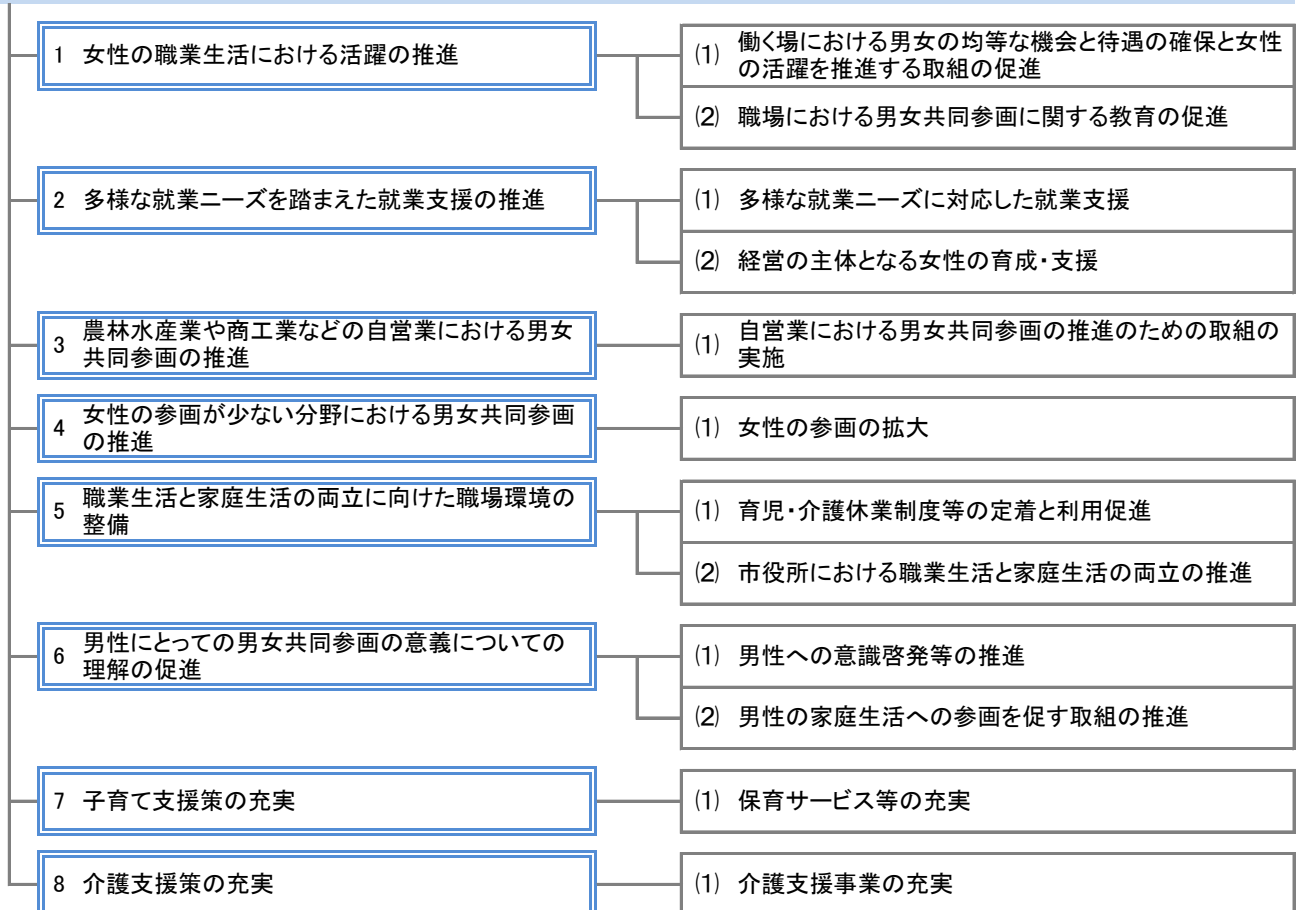 1 女性の職業生活における活躍の推進
(1) 働く場における男女の均等な機会と待遇の確保と女性
の活躍を推進する取組の促進
(2) 職場における男女共同参画に関する教育の促進
2 多様な就業ニーズを踏まえた就業支援の推進
(1) 多様な就業ニーズに対応した就業支援
(2) 経営の主体となる女性の育成・支援
3 農林水産業や商工業などの自営業における男女
共同参画の推進
(1) 自営業における男女共同参画の推進のための取組の
実施
4 女性の参画が少ない分野における男女共同参画
の推進
(1) 女性の参画の拡大
5 職業生活と家庭生活の両立に向けた職場環境の
整備
(1) 育児・介護休業制度等の定着と利用促進
(2) 市役所における職業生活と家庭生活の両立の推進
6 男性にとっての男女共同参画の意義についての
理解の促進
(1) 男性への意識啓発等の推進
(2) 男性の家庭生活への参画を促す取組の推進
7 子育て支援策の充実
(1) 保育サービス等の充実
8 介護支援策の充実
(1) 介護支援事業の充実